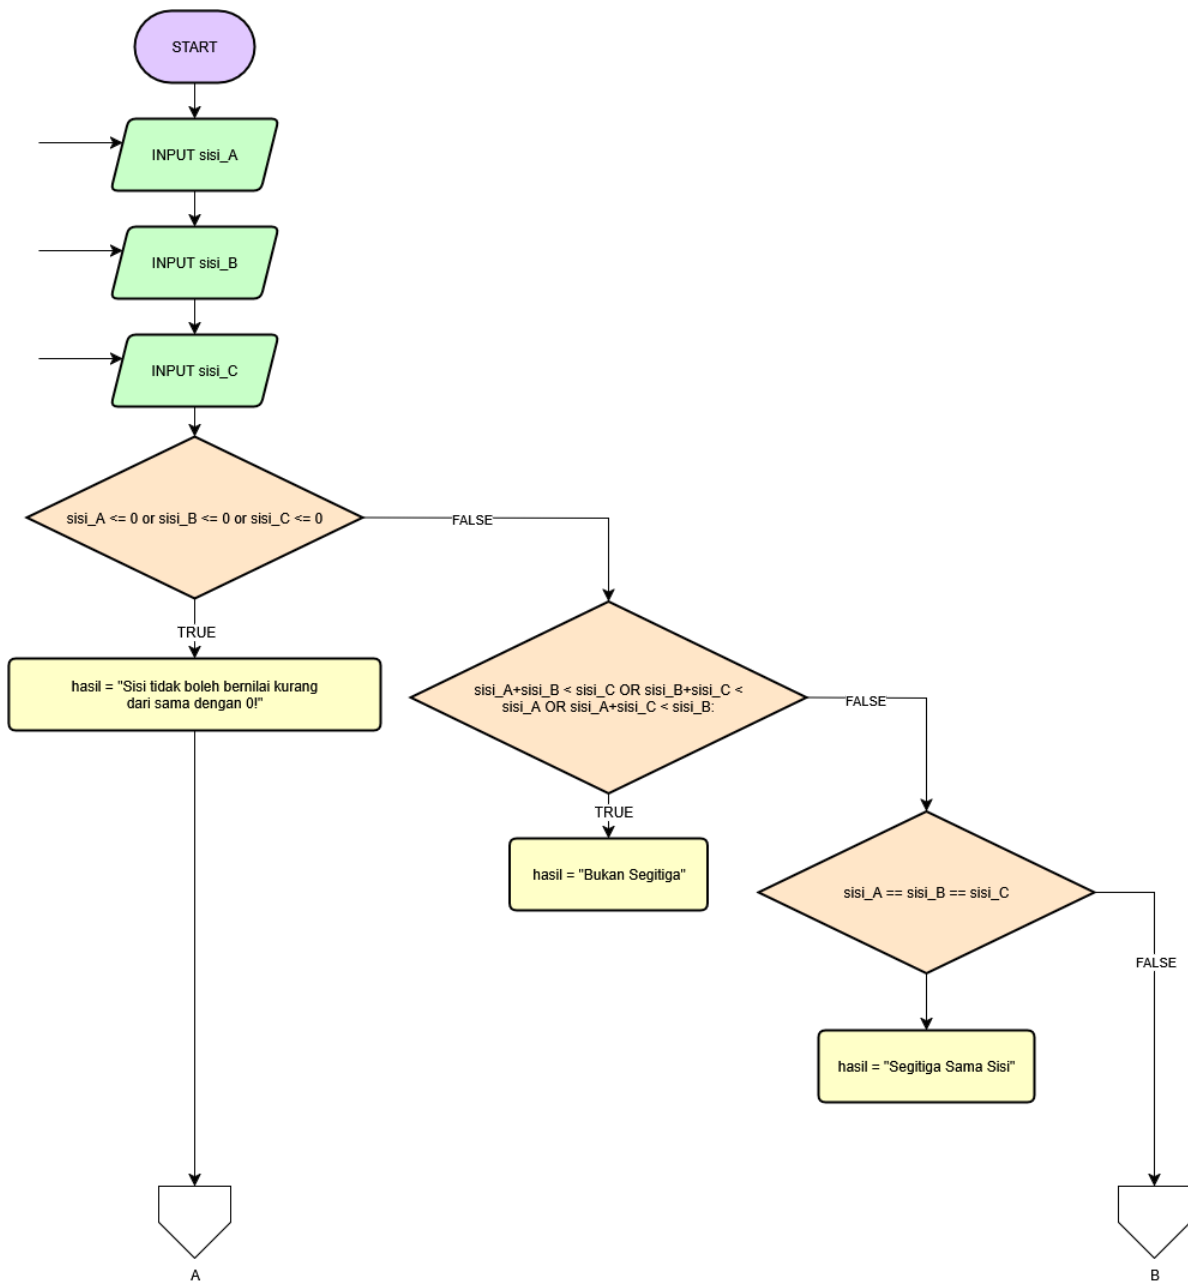 START
INPUT sisi_A
INPUT sisi_B
INPUT sisi_C
sisi_A <= 0 or sisi_B <= 0 or sisi_C <= 0
FALSE
TRUE
hasil = "Sisi tidak boleh bernilai kurang
dari sama dengan 0!"
sisi_A+sisi_B < sisi_C OR sisi_B+sisi_C <
sisi_A OR sisi_A+sisi_C < sisi_B:
FALSE
TRUE
hasil = "Bukan Segitiga"
sisi_A == sisi_B == sisi_C
FALSE
hasil = "Segitiga Sama Sisi"
A
B